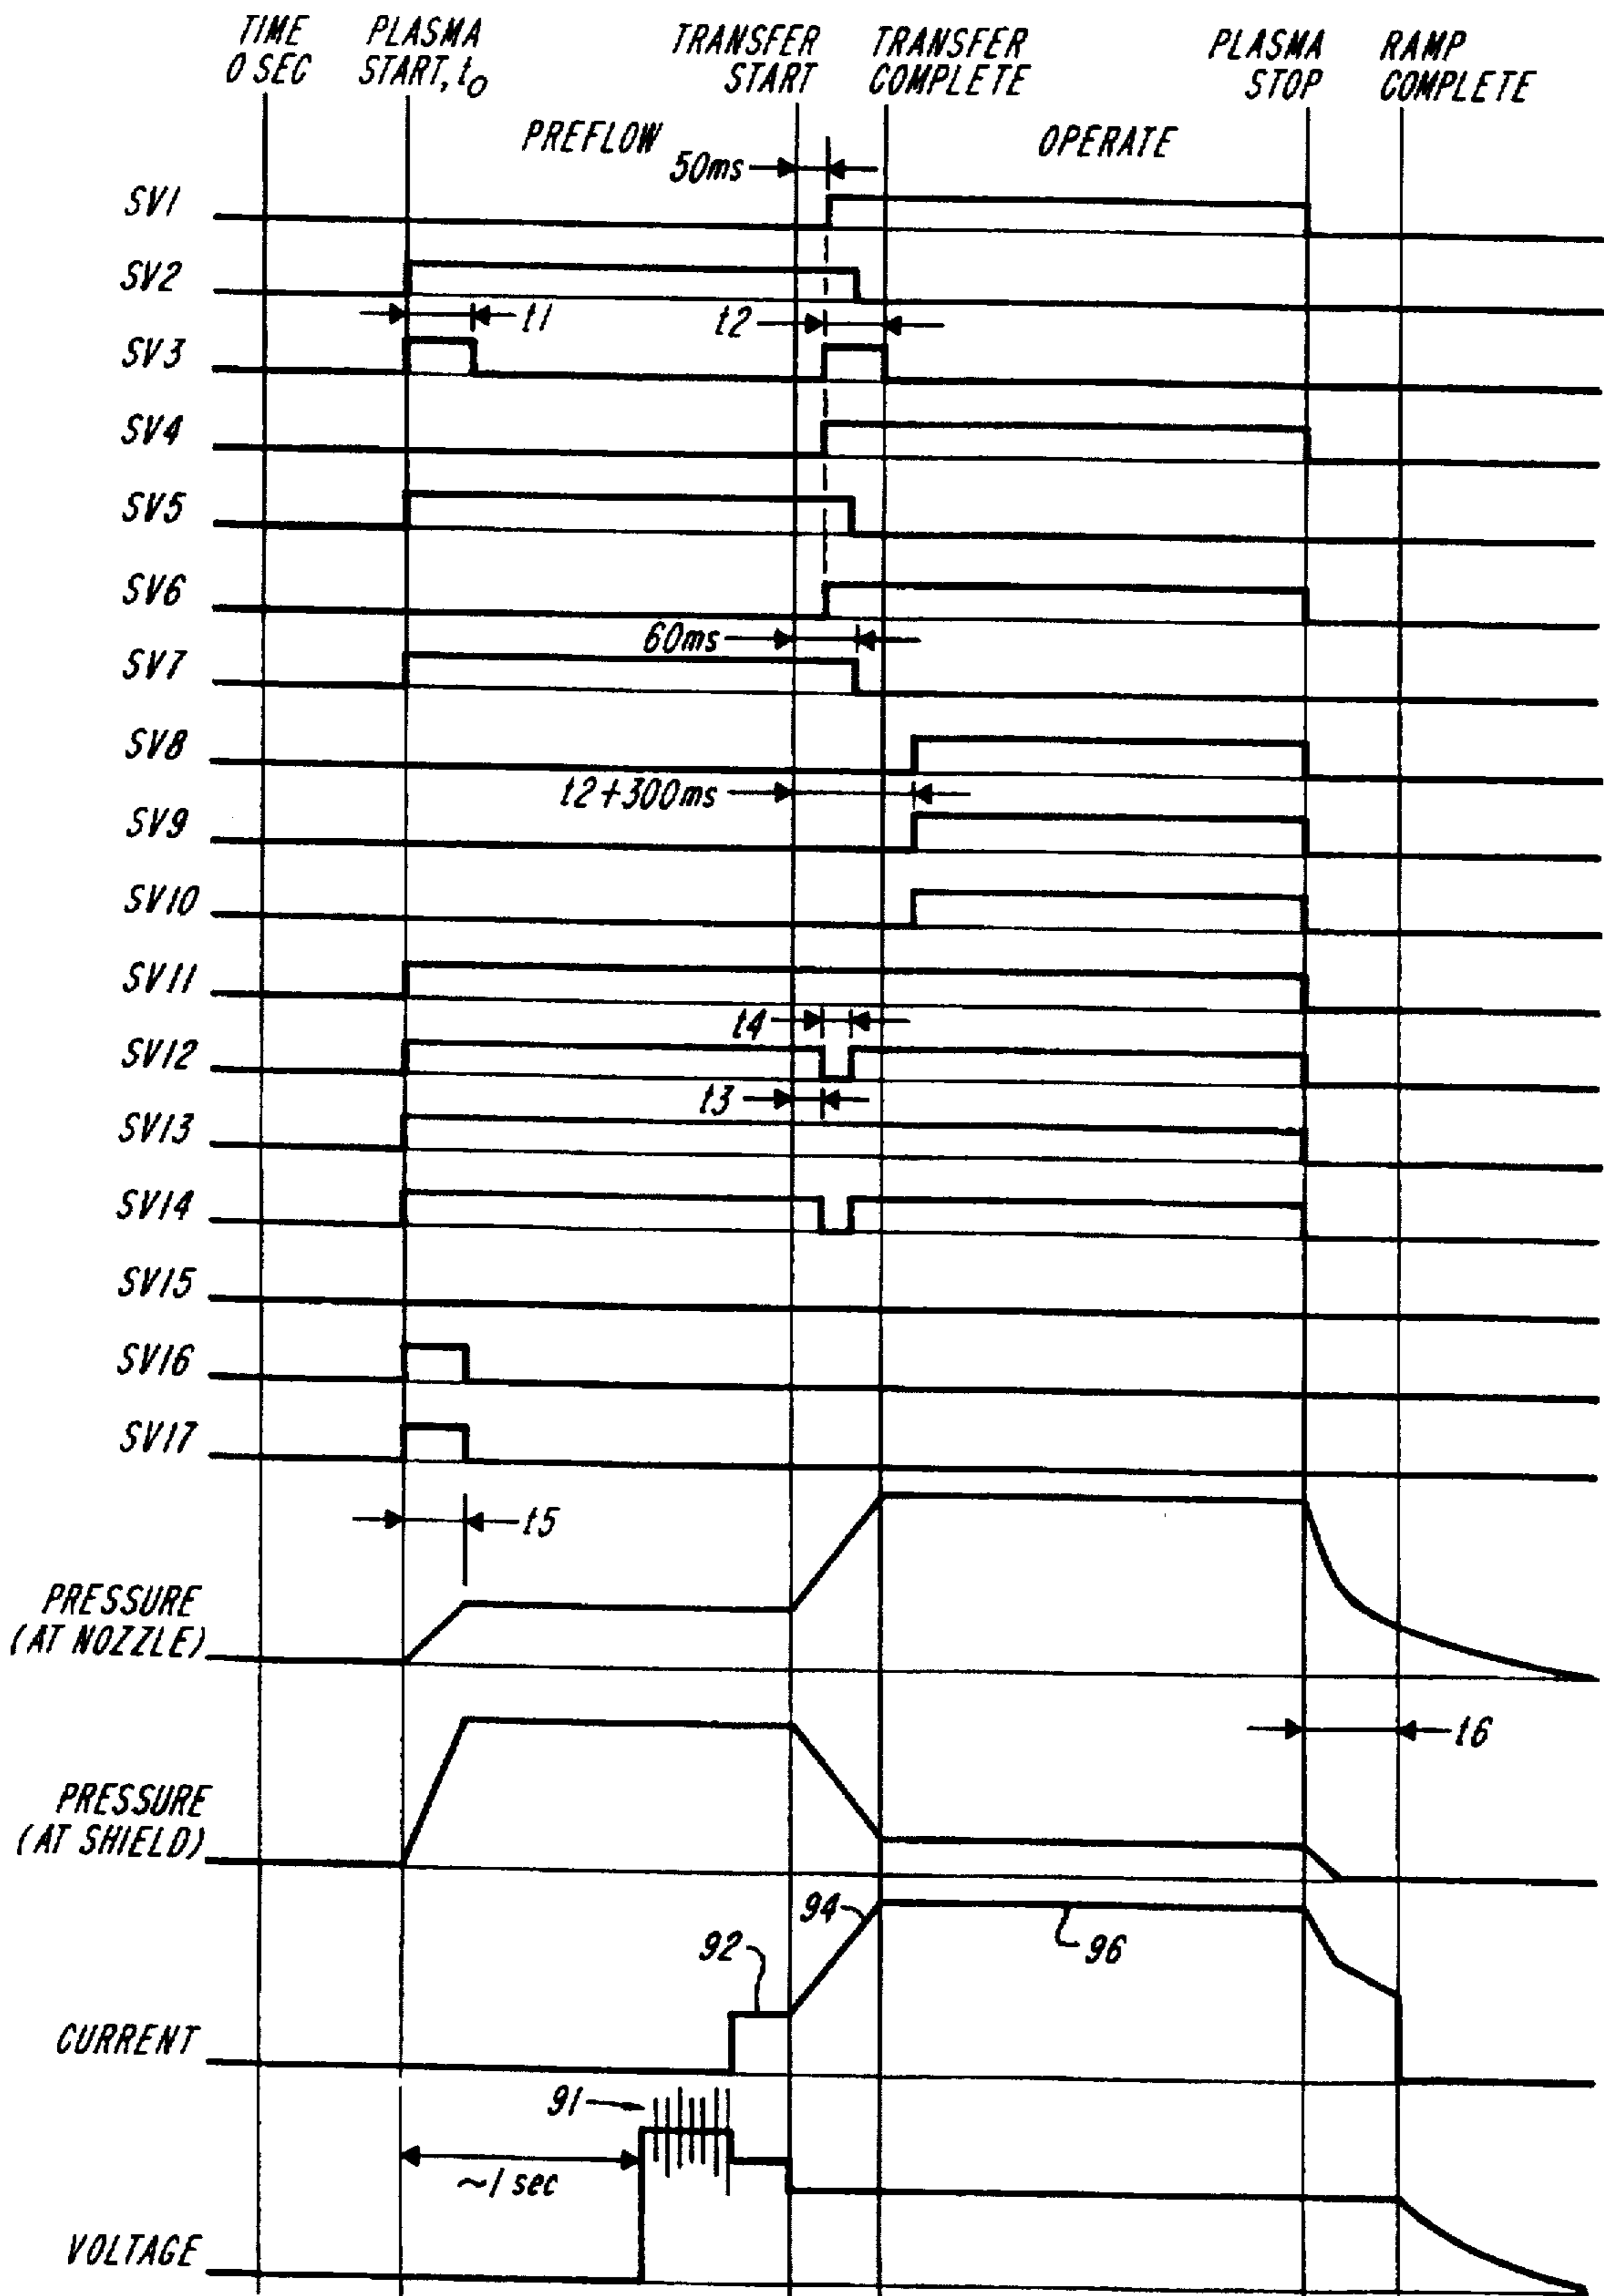 TIME
0 SEC
PLASMA
START, t0
TRANSFER
START
TRANSFER
COMPLETE
PLASMA
STOP
RAMP
COMPLETE
PREFLOW
OPERATE
50ms
SV1
SV2
t1
t2
SV3
SV4
SV5
SV6
60ms
SV7
SV8
t2+300ms
SV9
SV10
SV11
t4
SV12
t3
SV13
SV14
SV15
SV16
SV17
t5
PRESSURE
(AT NOZZLE)
t6
PRESSURE
(AT SHIELD)
94
92
96
CURRENT
91
~1 sec
VOLTAGE